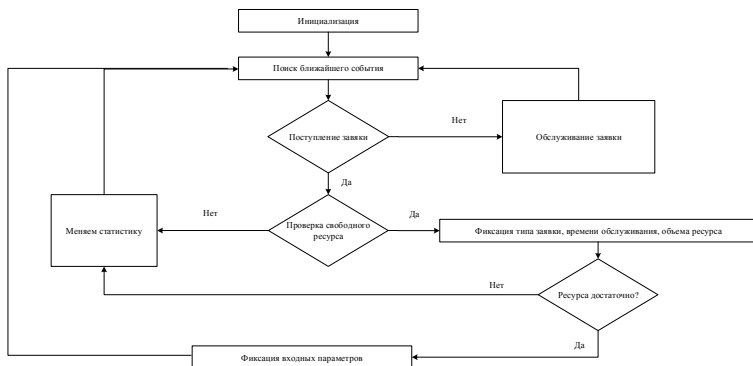 Инициализация
Поиск ближайшего события
Поступление завяки
Нет
Обслуживание заявки
Да
Меняем статистику
Нет
Проверка свободного
ресурса
Да
Фиксация типа заявки, времени обслуживания, объема ресурса
Нет
Ресурса достаточно?
Да
Фиксация входных параметров